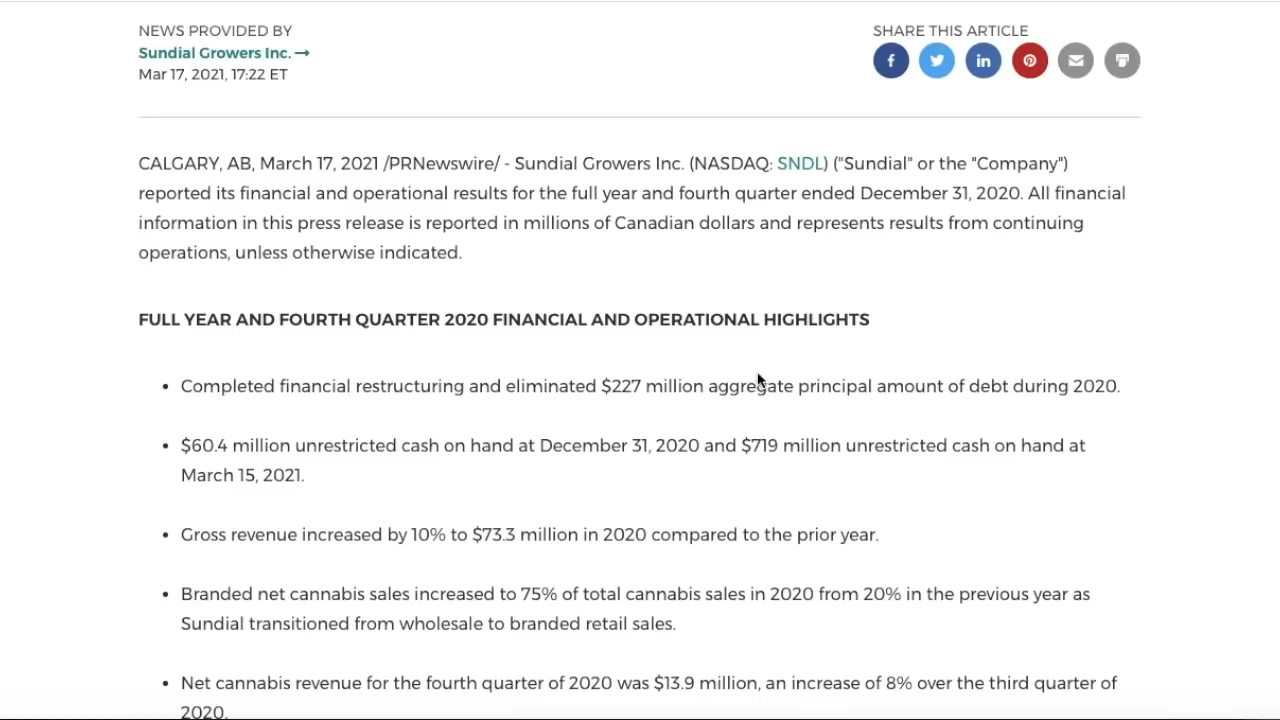 NEWS PROVIDED BY
Sundial Growers Inc. →
Mar 17, 2021, 17:22 ET
SHARE THIS ARTICLE
CALGARY, AB, March 17, 2021 /PRNewswire/ - Sundial Growers Inc. (NASDAQ: SNDL) ("Sundial" or the "Company")
reported its financial and operational results for the full year and fourth quarter ended December 31, 2020. All financial
information in this press release is reported in millions of Canadian dollars and represents results from continuing
operations, unless otherwise indicated.
FULL YEAR AND FOURTH QUARTER 2020 FINANCIAL AND OPERATIONAL HIGHLIGHTS
• Completed financial restructuring and eliminated $227 million aggregate principal amount of debt during 2020.
• $60.4 million unrestricted cash on hand at December 31, 2020 and $719 million unrestricted cash on hand at
March 15, 2021.
• Gross revenue increased by 10% to $73.3 million in 2020 compared to the prior year.
• Branded net cannabis sales increased to 75% of total cannabis sales in 2020 from 20% in the previous year as
Sundial transitioned from wholesale to branded retail sales.
• Net cannabis revenue for the fourth quarter of 2020 was $13.9 million, an increase of 8% over the third quarter of
2020.